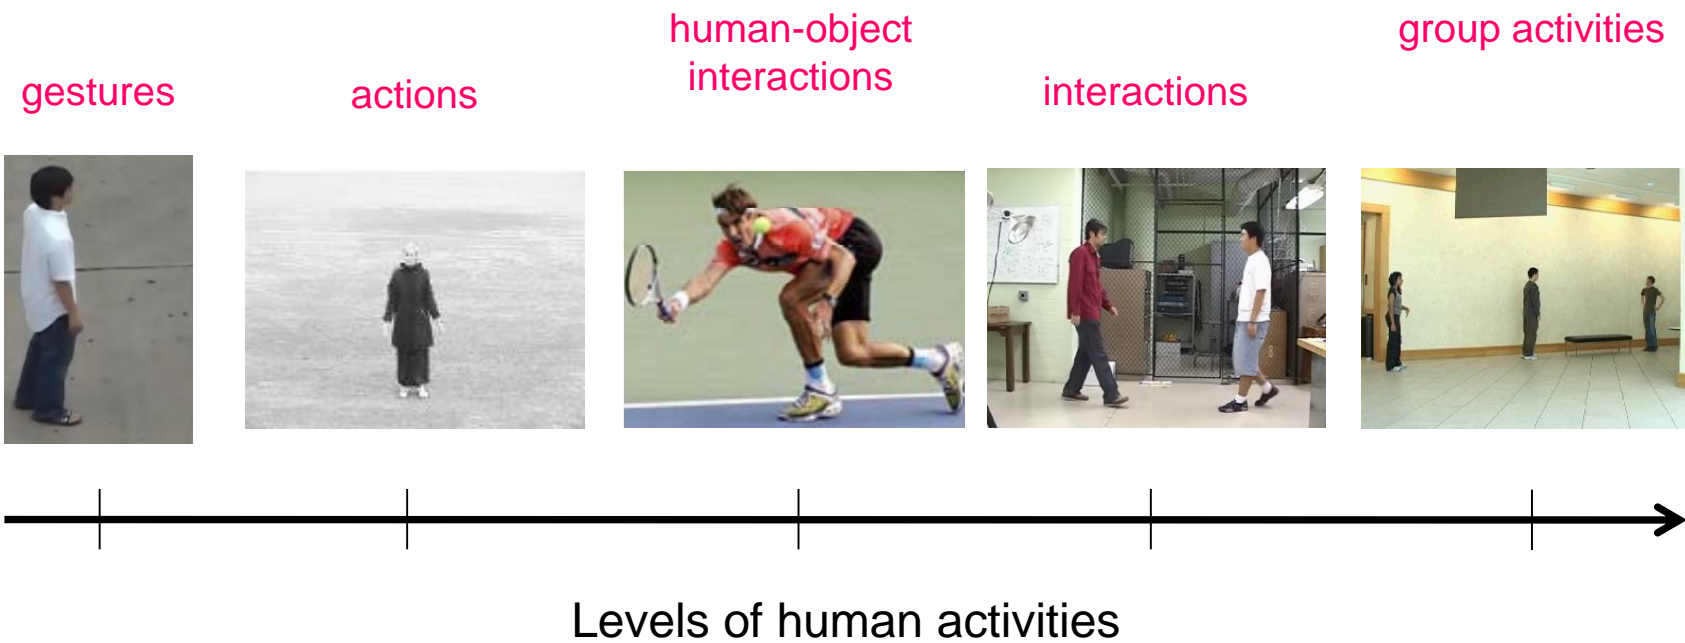 gestures
actions
human-object
interactions
interactions
group activities
Levels of human activities